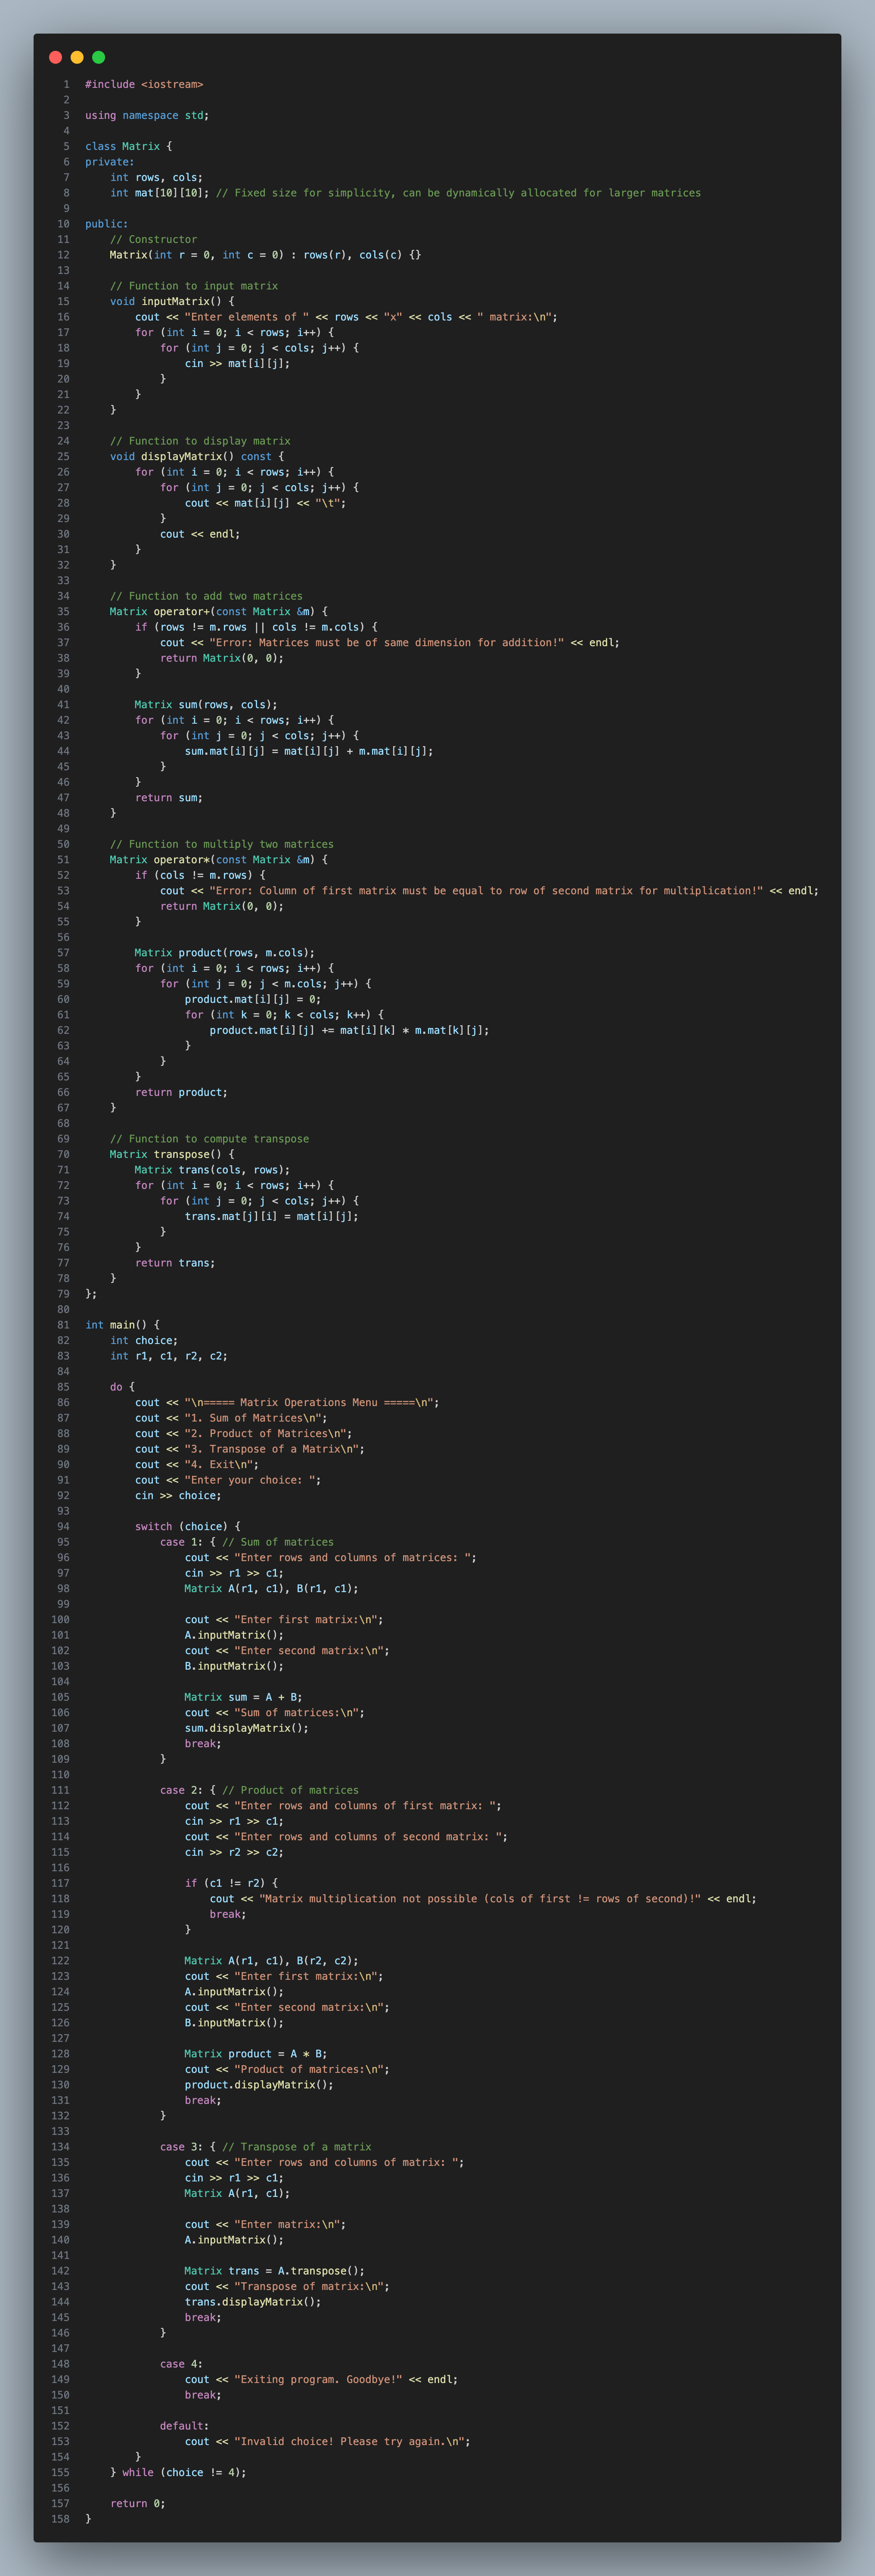 1 #include <iostream>
2
3 using namespace std;
4
5 class Matrix {
6 private:
7     int rows, cols;
8     int mat[10][10]; // Fixed size for simplicity, can be dynamically allocated for larger matrices
9
10 public:
11     // Constructor
12     Matrix(int r = 0, int c = 0) : rows(r), cols(c) {}
13
14     // Function to input matrix
15     void inputMatrix() {
16         cout << "Enter elements of " << rows << "x" << cols << " matrix:\n";
17         for (int i = 0; i < rows; i++) {
18             for (int j = 0; j < cols; j++) {
19                 cin >> mat[i][j];
20             }
21         }
22     }
23
24     // Function to display matrix
25     void displayMatrix() const {
26         for (int i = 0; i < rows; i++) {
27             for (int j = 0; j < cols; j++) {
28                 cout << mat[i][j] << "\t";
29             }
30             cout << endl;
31         }
32     }
33
34     // Function to add two matrices
35     Matrix operator+(const Matrix &m) {
36         if (rows != m.rows || cols != m.cols) {
37             cout << "Error: Matrices must be of same dimension for addition!" << endl;
38             return Matrix(0, 0);
39         }
40
41         Matrix sum(rows, cols);
42         for (int i = 0; i < rows; i++) {
43             for (int j = 0; j < cols; j++) {
44                 sum.mat[i][j] = mat[i][j] + m.mat[i][j];
45             }
46         }
47         return sum;
48     }
49
50     // Function to multiply two matrices
51     Matrix operator*(const Matrix &m) {
52         if (cols != m.rows) {
53             cout << "Error: Column of first matrix must be equal to row of second matrix for multiplication!" << endl;
54             return Matrix(0, 0);
55         }
56
57         Matrix product(rows, m.cols);
58         for (int i = 0; i < rows; i++) {
59             for (int j = 0; j < m.cols; j++) {
60                 product.mat[i][j] = 0;
61                 for (int k = 0; k < cols; k++) {
62                     product.mat[i][j] += mat[i][k] * m.mat[k][j];
63                 }
64             }
65         }
66         return product;
67     }
68
69     // Function to compute transpose
70     Matrix transpose() {
71         Matrix trans(cols, rows);
72         for (int i = 0; i < rows; i++) {
73             for (int j = 0; j < cols; j++) {
74                 trans.mat[j][i] = mat[i][j];
75             }
76         }
77         return trans;
78     }
79 };
80
81 int main() {
82     int choice;
83     int r1, c1, r2, c2;
84
85     do {
86         cout << "\n===== Matrix Operations Menu =====\n";
87         cout << "1. Sum of Matrices\n";
88         cout << "2. Product of Matrices\n";
89         cout << "3. Transpose of a Matrix\n";
90         cout << "4. Exit\n";
91         cout << "Enter your choice: ";
92         cin >> choice;
93
94         switch (choice) {
95             case 1: { // Sum of matrices
96                 cout << "Enter rows and columns of matrices: ";
97                 cin >> r1 >> c1;
98                 Matrix A(r1, c1), B(r1, c1);
99
100                 cout << "Enter first matrix:\n";
101                 A.inputMatrix();
102                 cout << "Enter second matrix:\n";
103                 B.inputMatrix();
104
105                 Matrix sum = A + B;
106                 cout << "Sum of matrices:\n";
107                 sum.displayMatrix();
108                 break;
109             }
110
111             case 2: { // Product of matrices
112                 cout << "Enter rows and columns of first matrix: ";
113                 cin >> r1 >> c1;
114                 cout << "Enter rows and columns of second matrix: ";
115                 cin >> r2 >> c2;
116
117                 if (c1 != r2) {
118                     cout << "Matrix multiplication not possible (cols of first != rows of second)!" << endl;
119                     break;
120                 }
121
122                 Matrix A(r1, c1), B(r2, c2);
123                 cout << "Enter first matrix:\n";
124                 A.inputMatrix();
125                 cout << "Enter second matrix:\n";
126                 B.inputMatrix();
127
128                 Matrix product = A * B;
129                 cout << "Product of matrices:\n";
130                 product.displayMatrix();
131                 break;
132             }
133
134             case 3: { // Transpose of a matrix
135                 cout << "Enter rows and columns of matrix: ";
136                 cin >> r1 >> c1;
137                 Matrix A(r1, c1);
138
139                 cout << "Enter matrix:\n";
140                 A.inputMatrix();
141
142                 Matrix trans = A.transpose();
143                 cout << "Transpose of matrix:\n";
144                 trans.displayMatrix();
145                 break;
146             }
147
148             case 4:
149                 cout << "Exiting program. Goodbye!" << endl;
150                 break;
151
152             default:
153                 cout << "Invalid choice! Please try again.\n";
154         }
155     } while (choice != 4);
156
157     return 0;
158 }